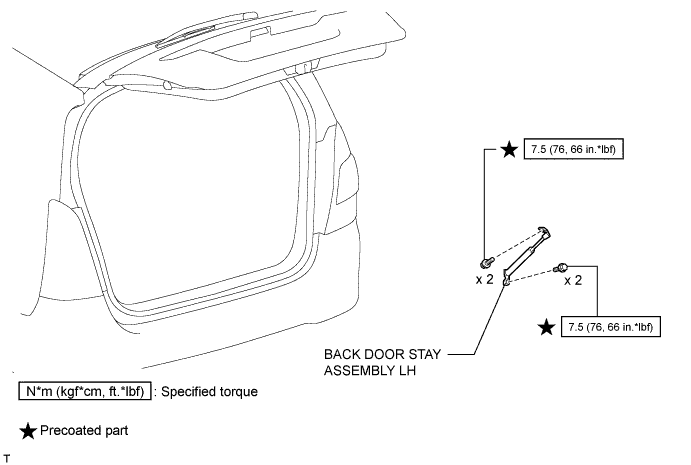 ★ 7.5 (76, 66 in.*lbf)
x 2
x 2
★ 7.5 (76, 66 in.*lbf)
BACK DOOR STAY
ASSEMBLY LH
N*m (kgf*cm, ft.*lbf) : Specified torque
★ Precoated part
T